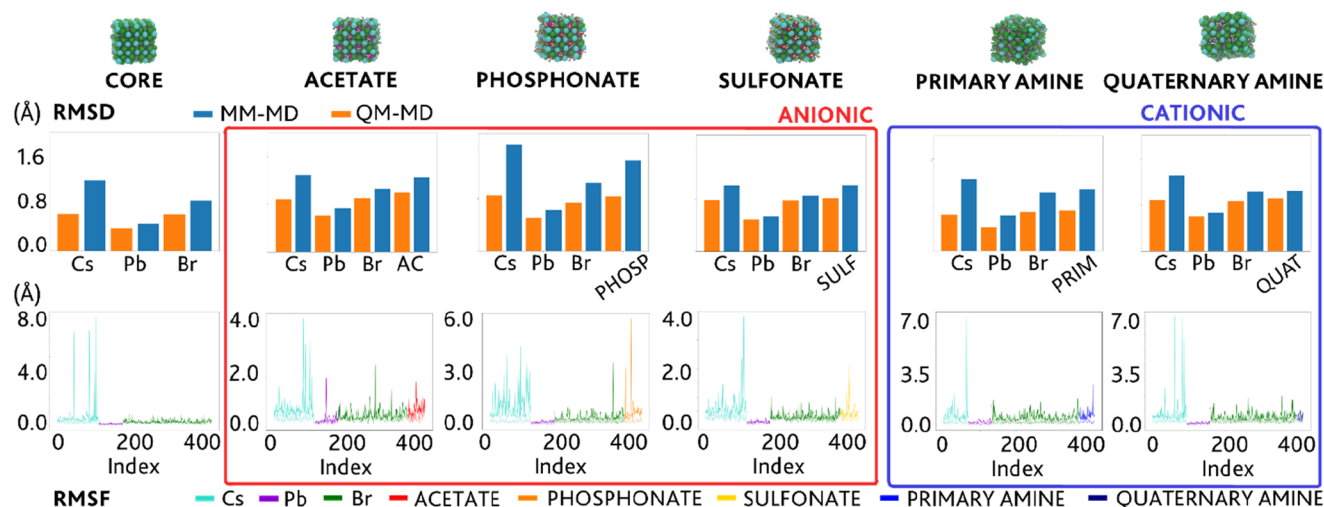 CORE ACETATE PHOSPHONATE SULFONATE PRIMARY AMINE QUATERNARY AMINE
(Å) RMSD MM-MD QM-MD ANIONIC CATIONIC
1.6
0.8
0.0
Cs Pb Br Cs Pb Br AC Cs Pb Br PHOSP Cs Pb Br SULF Cs Pb Br PRIM Cs Pb Br QUAT
(Å)
8.0 4.0 6.0 4.0 7.0 7.0
4.0 2.0 3.0 2.0 3.5 3.5
0.0 0.0 0.0 0.0 0.0 0.0
0 200 400 0 200 400 0 200 400 0 200 400 0 200 400 0 200 400
Index Index Index Index Index Index
RMSF Cs Pb Br ACETATE PHOSPHONATE SULFONATE PRIMARY AMINE QUATERNARY AMINE